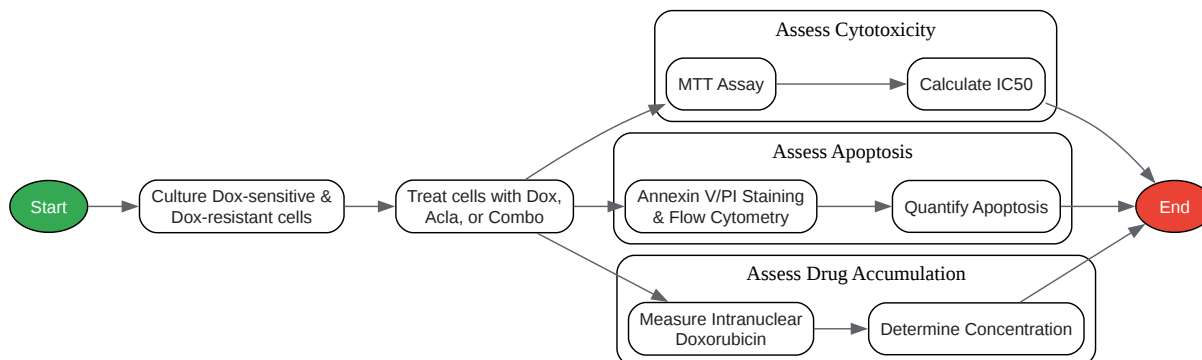 Start
Culture Dox-sensitive &
Dox-resistant cells
Treat cells with Dox,
Acla, or Combo
Assess Cytotoxicity
MTT Assay
Calculate IC50
Assess Apoptosis
Annexin V/PI Staining
& Flow Cytometry
Quantify Apoptosis
Assess Drug Accumulation
Measure Intranuclear
Doxorubicin
Determine Concentration
End